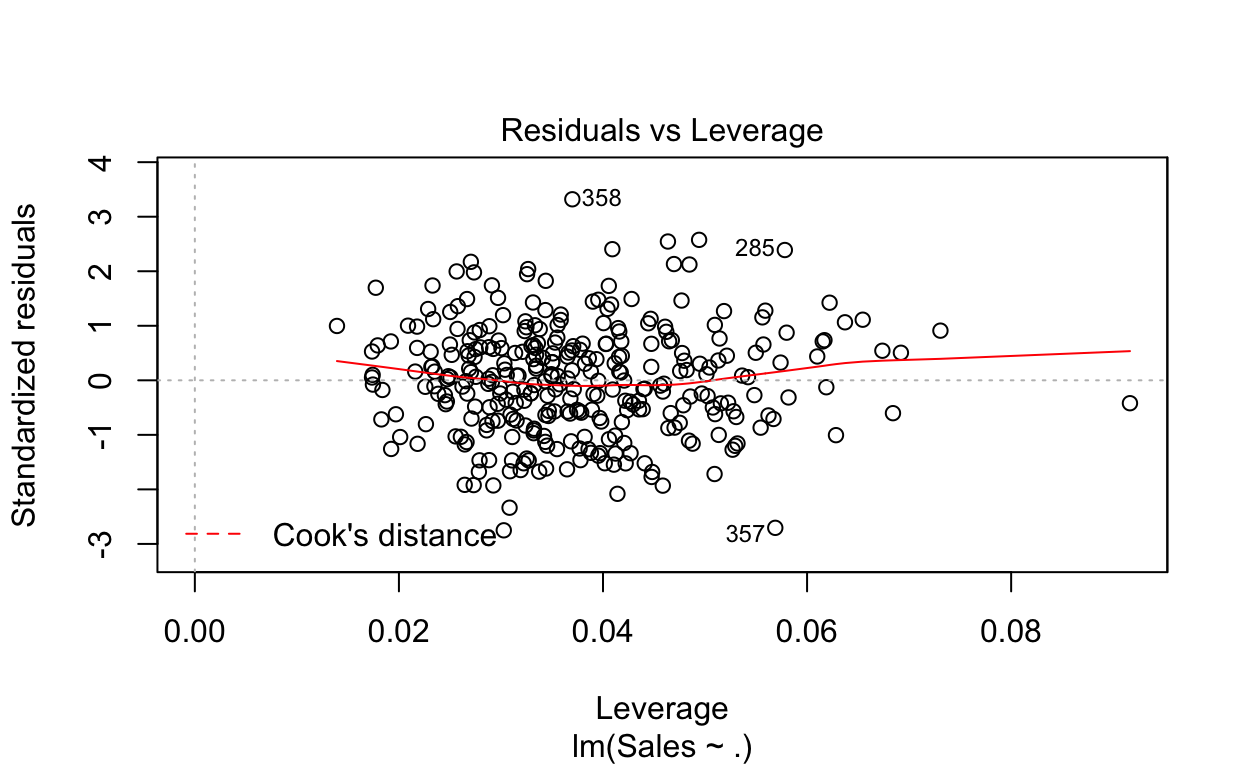 Residuals vs Leverage
Standardized residuals
4
3
2
1
0
-1
-3
358
285
357
Cook's distance
0.00 0.02 0.04 0.06 0.08
Leverage
lm(Sales ~ .)